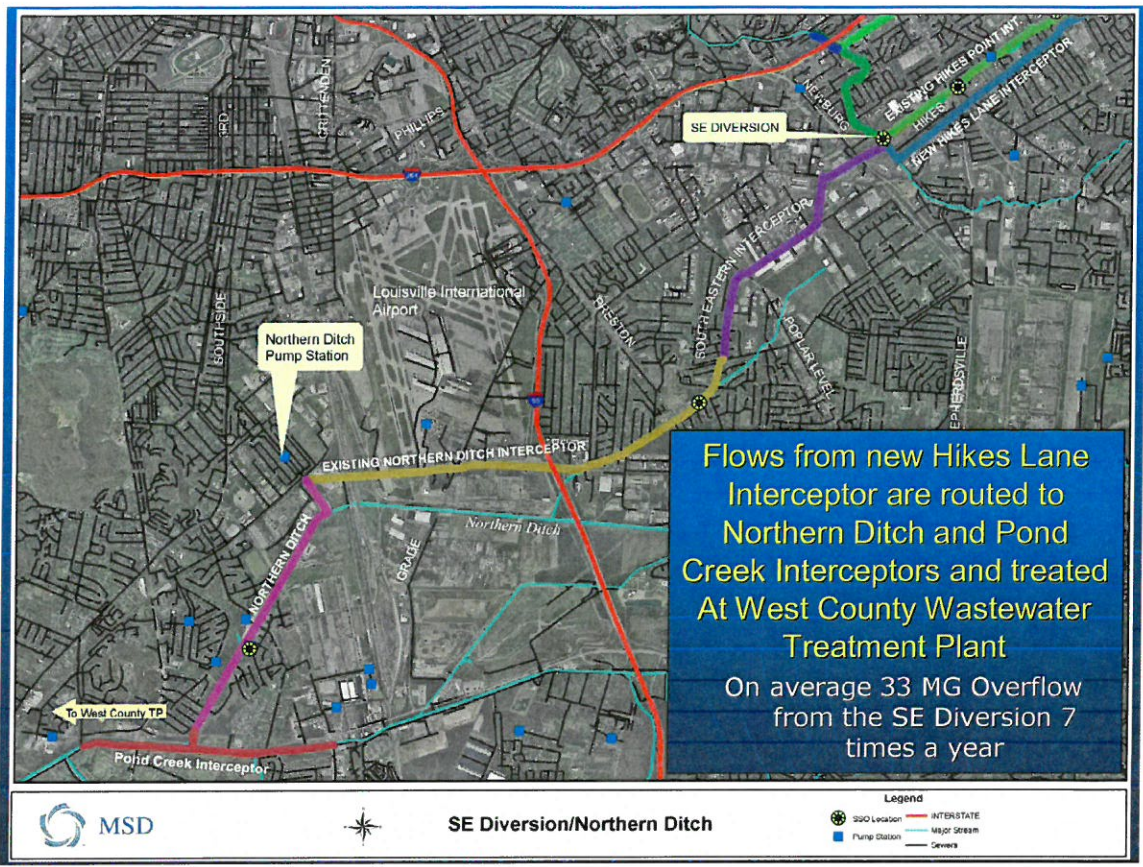 3RD
CRITTENDEN
PHILLIPS
264
NEWBURG
EXISTING HIKES POINT INT.
HIKES
NEW HIKES LANE INTERCEPTOR
SE DIVERSION
SOUTH EASTERN INTERCEPTOR
Louisville International
Airport
PRESTON
POPLAR LEVEL
SOUTHSIDE
Northern Ditch
Pump Station
65
EXISTING NORTHERN DITCH INTERCEPTOR
NORTHERN DITCH
Northern Ditch
GRADE
EPHERDSVILLE
Flows from new Hikes Lane
Interceptor are routed to
Northern Ditch and Pond
Creek Interceptors and treated
At West County Wastewater
Treatment Plant
On average 33 MG Overflow
from the SE Diversion 7
times a year
To West County TP
Pond Creek Interceptor
MSD
SE Diversion/Northern Ditch
Legend
SSO Location
INTERSTATE
Pump Station
Major Stream
Sewers